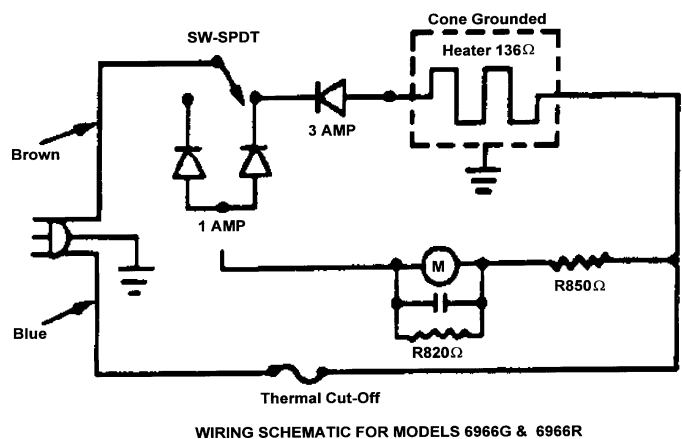 Cone Grounded
SW-SPDT
Heater 136Ω
3 AMP
Brown
1 AMP
M
R850Ω
Blue
R820Ω
Thermal Cut-Off
WIRING SCHEMATIC FOR MODELS 6966G & 6966R